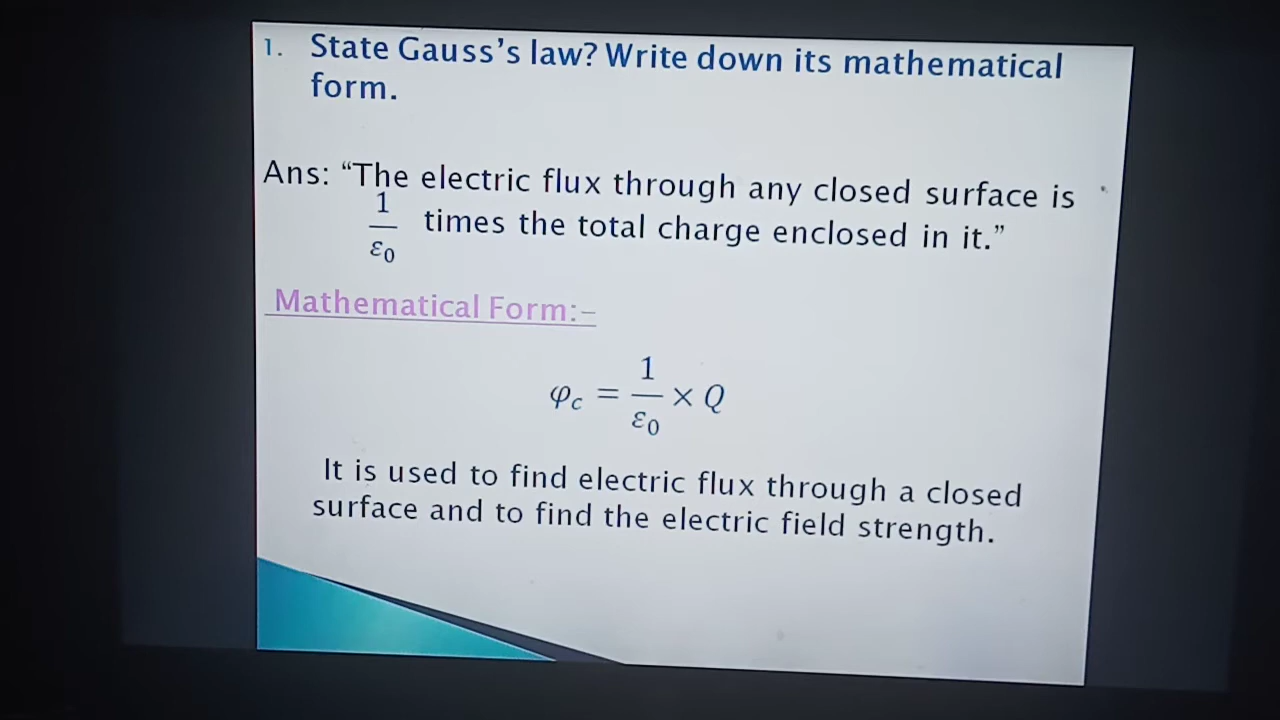 1. State Gauss's law? Write down its mathematical
form.
Ans: “The electric flux through any closed surface is
1/ε₀ times the total charge enclosed in it.”
Mathematical Form:-
φc = 1/ε₀ × Q
It is used to find electric flux through a closed
surface and to find the electric field strength.